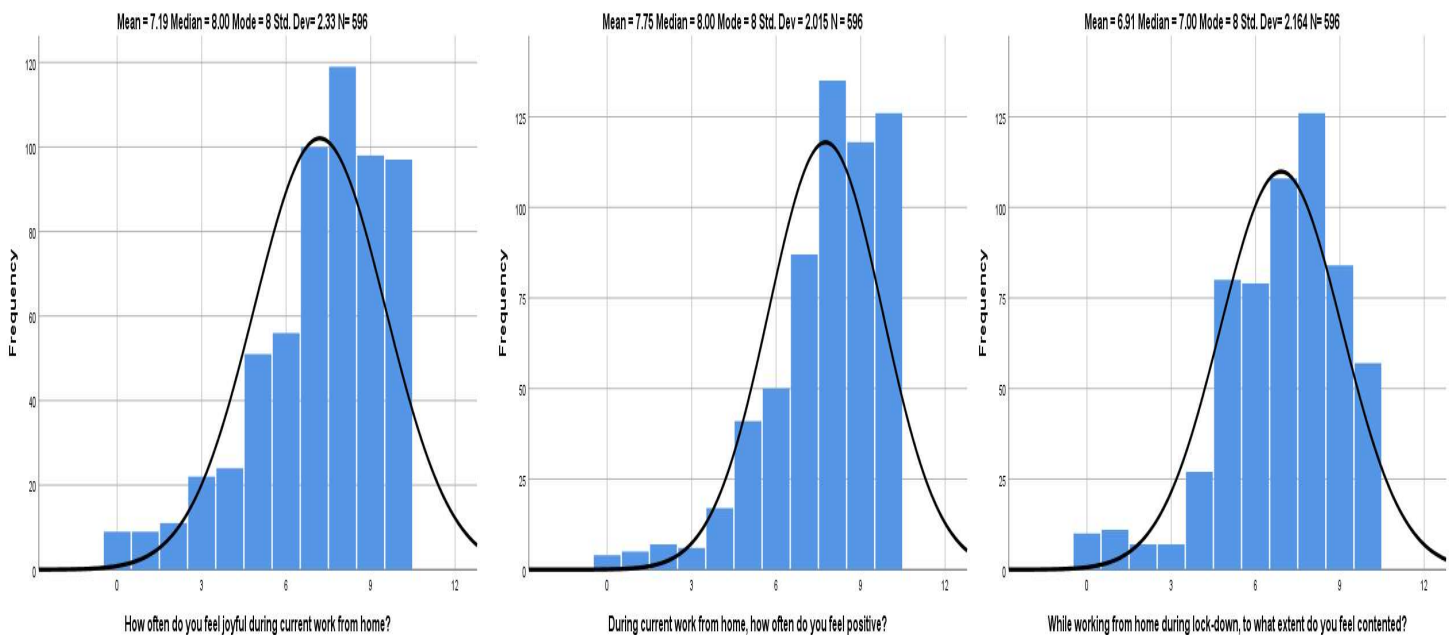 Mean = 7.19 Median = 8.00 Mode = 8 Std. Dev= 2.33 N= 596
120
100
80
60
40
20
0
Frequency
0 3 6 9 12
How often do you feel joyful during current work from home?
Mean = 7.75 Median = 8.00 Mode = 8 Std. Dev = 2.015 N = 596
125
100
75
50
25
0
Frequency
0 3 6 9 12
During current work from home, how often do you feel positive?
Mean = 6.91 Median = 7.00 Mode = 8 Std. Dev= 2.164 N= 596
125
100
75
50
25
0
Frequency
0 3 6 9 12
While working from home during lock-down, to what extent do you feel contented?